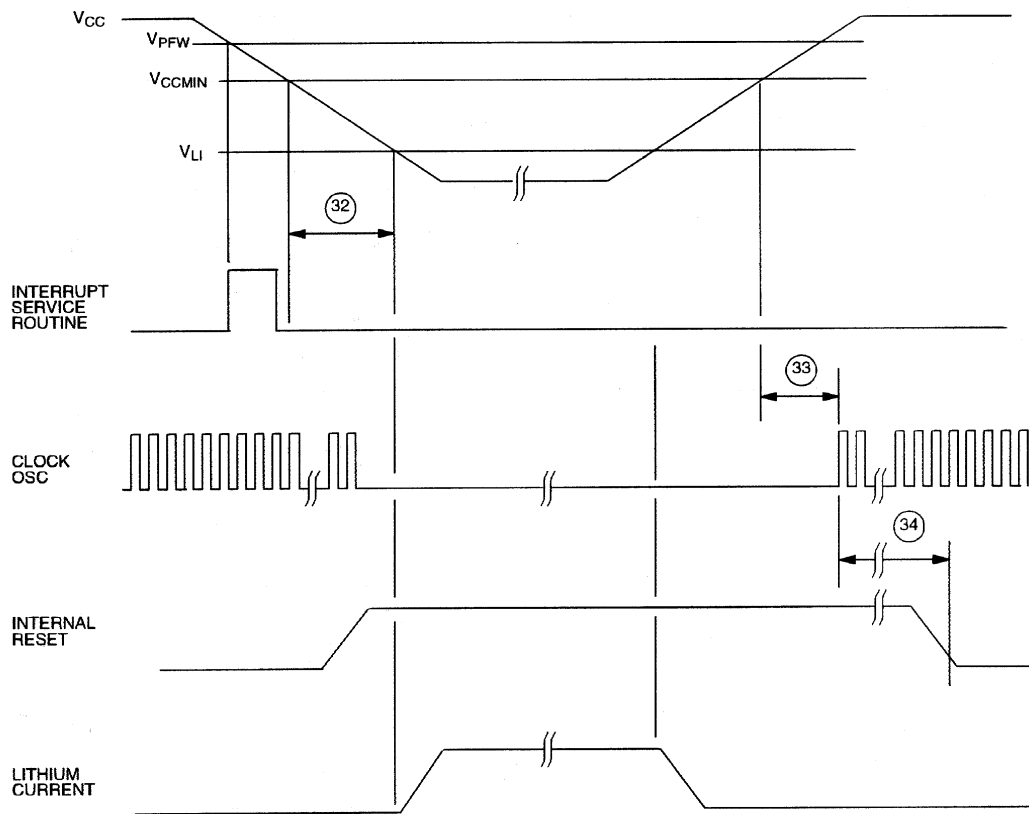 VCC
VPFW
VCCMIN
VLI
32
INTERRUPT
SERVICE
ROUTINE
33
CLOCK
OSC
34
INTERNAL
RESET
LITHIUM
CURRENT